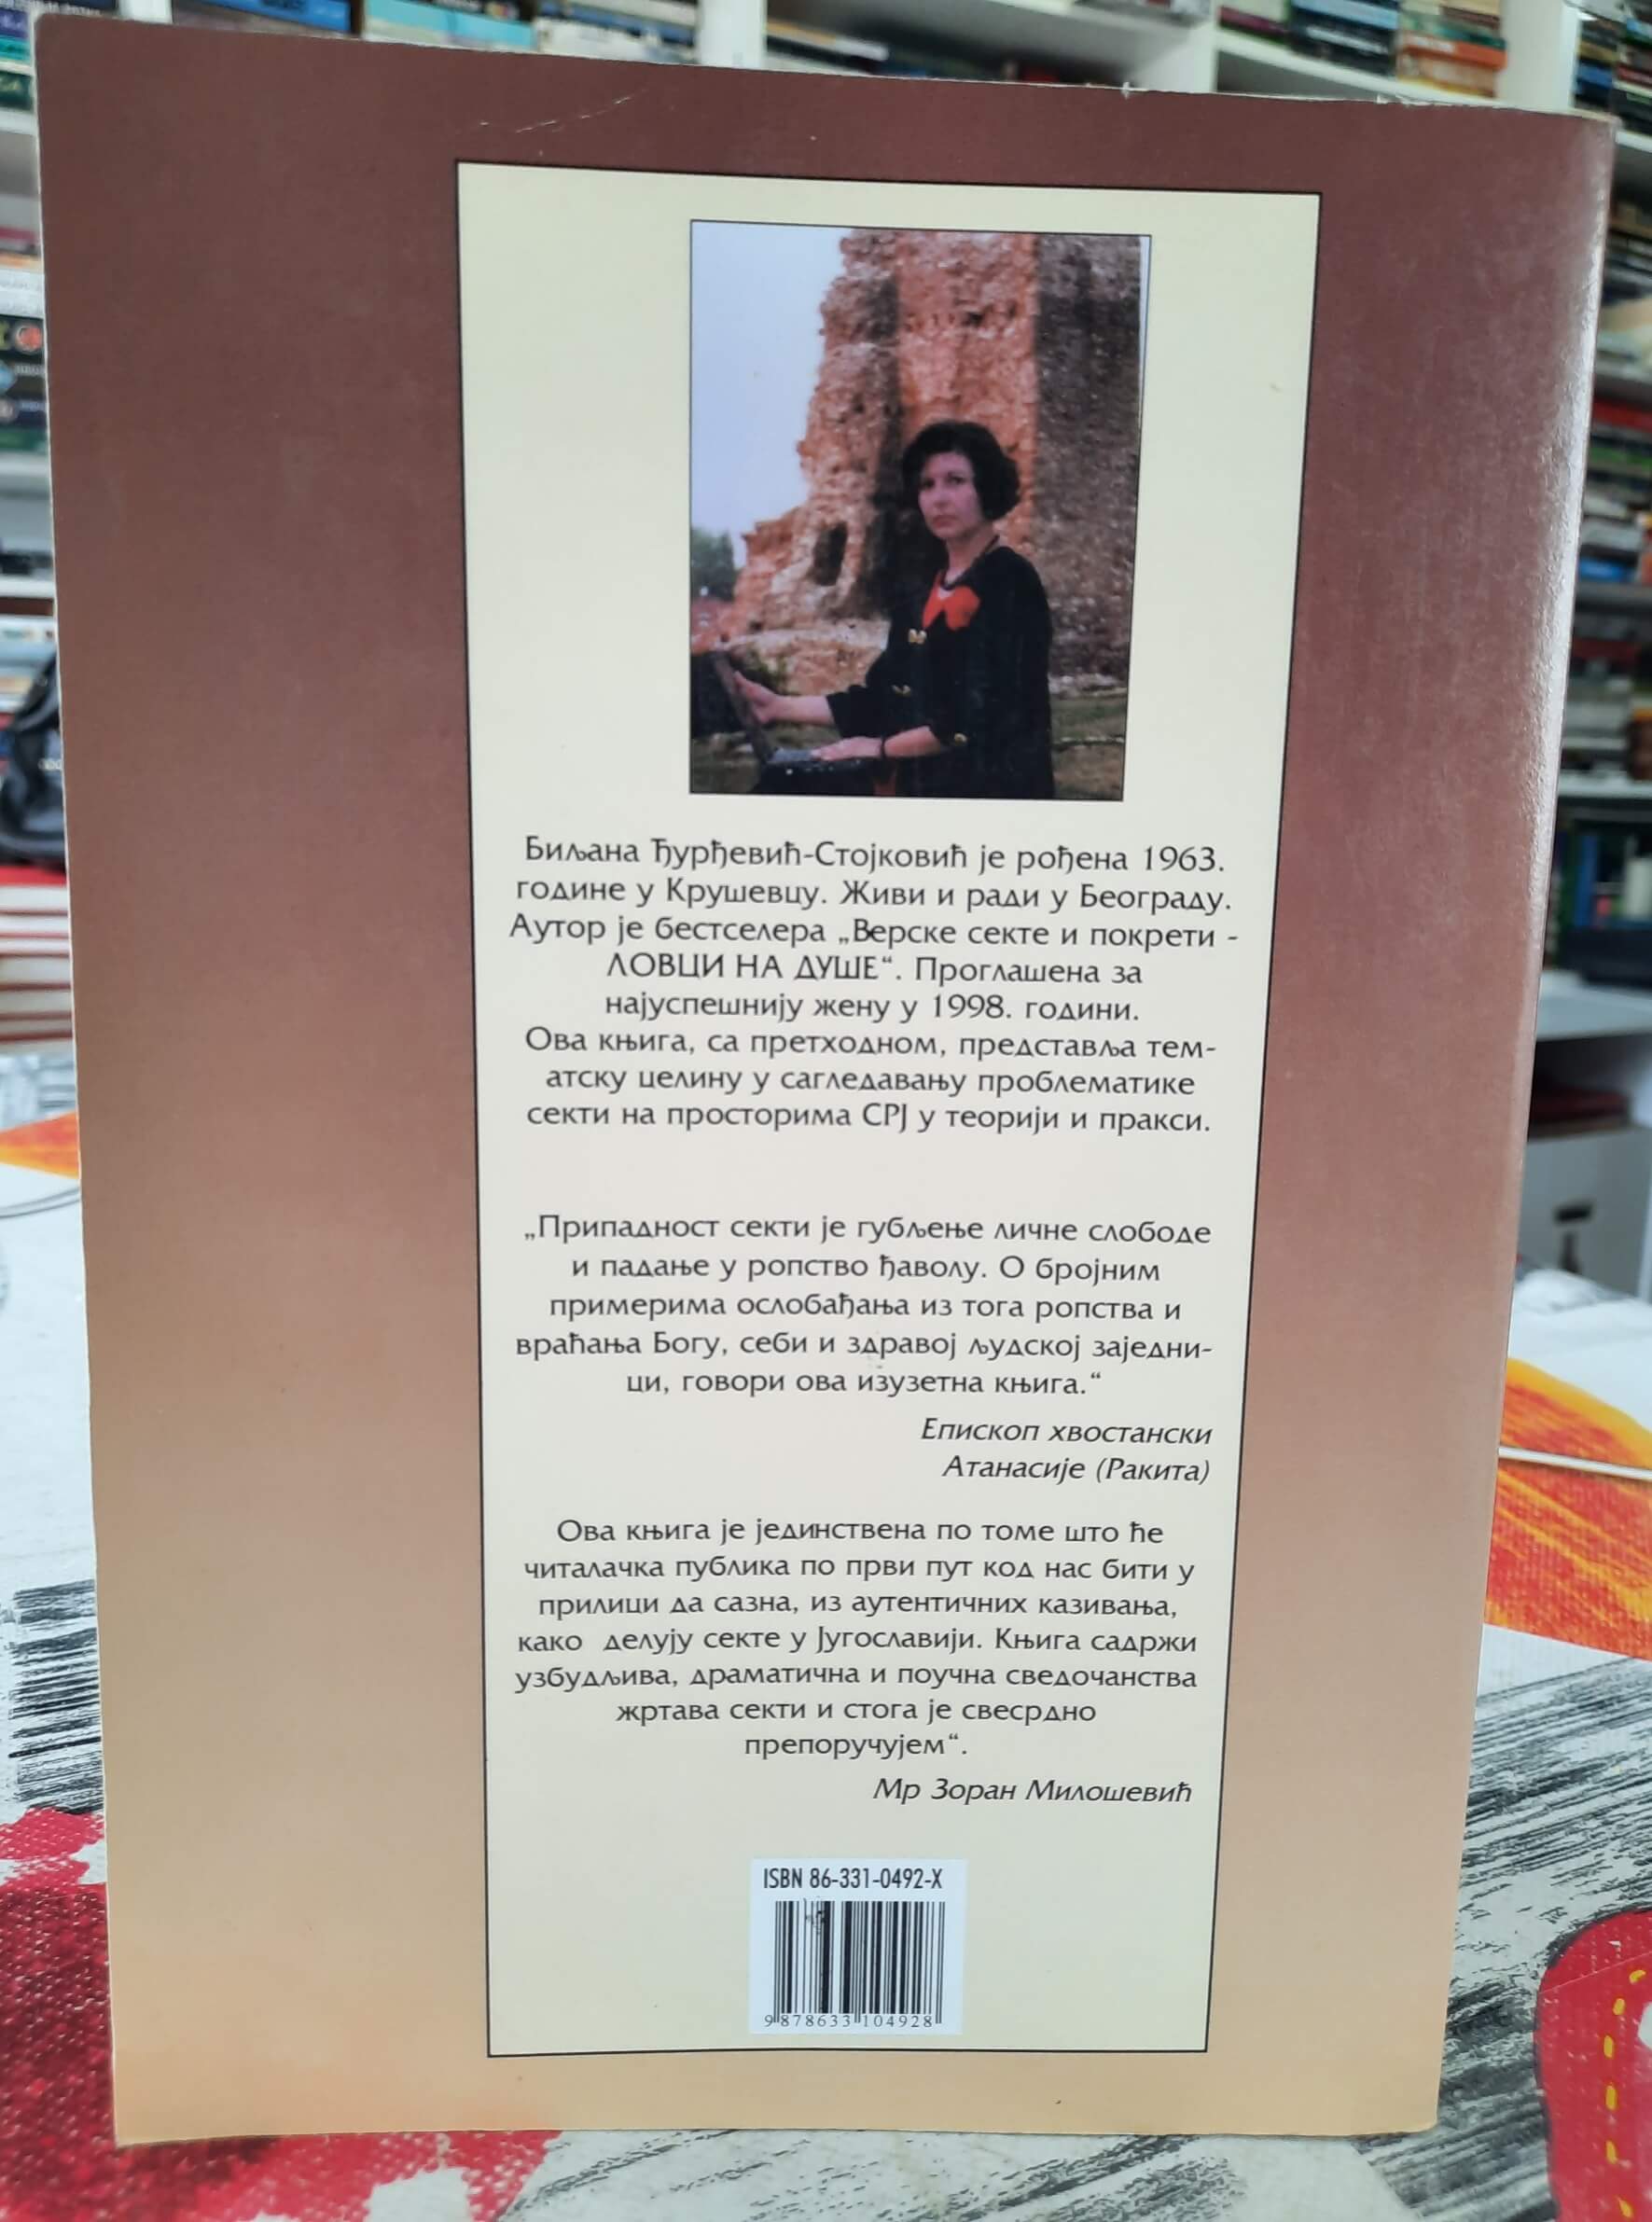 Биљана Ђурђевић-Стојковић је рођена 1963.
године у Крушевцу. Живи и ради у Београду.
Аутор је бестселера „Верске секте и покрети -
ЛОВЦИ НА ДУШЕ“. Проглашена за
најуспешнију жену у 1998. години.
Ова књига, са претходном, представља тем-
атску целину у сагледавању проблематике
секти на просторима СРЈ у теорији и пракси.
„Припадност секти је губљење личне слободе
и падање у ропство ђаволу. О бројним
примерима ослобађања из тога ропства и
враћања Богу, себи и здравој људској заједни-
ци, говори ова изузетна књига.“
Епископ хвостански
Атанасије (Ракита)
Ова књига је јединствена по томе што ће
читалачка публика по први пут код нас бити у
прилици да сазна, из аутентичних казивања,
како делују секте у Југославији. Књига садржи
узбудљива, драматична и поучна сведочанства
жртава секти и стога је свесрдно
препоручујем“.
Мр Зоран Милошевић
ISBN 86-331-0492-X
9 878633 104928